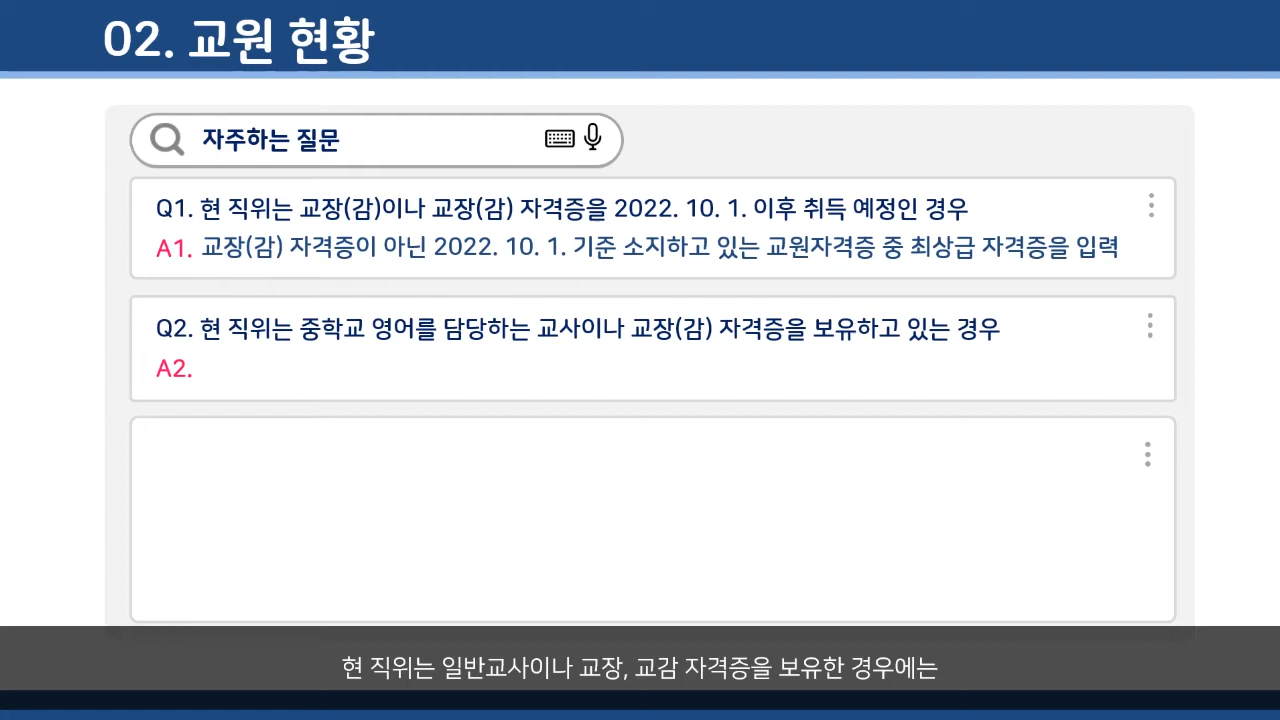 02. 교원 현황
자주하는 질문
Q1. 현 직위는 교장(감)이나 교장(감) 자격증을 2022. 10. 1. 이후 취득 예정인 경우
A1. 교장(감) 자격증이 아닌 2022. 10. 1. 기준 소지하고 있는 교원자격증 중 최상급 자격증을 입력
Q2. 현 직위는 중학교 영어를 담당하는 교사이나 교장(감) 자격증을 보유하고 있는 경우
A2.
현 직위는 일반교사이나 교장, 교감 자격증을 보유한 경우에는